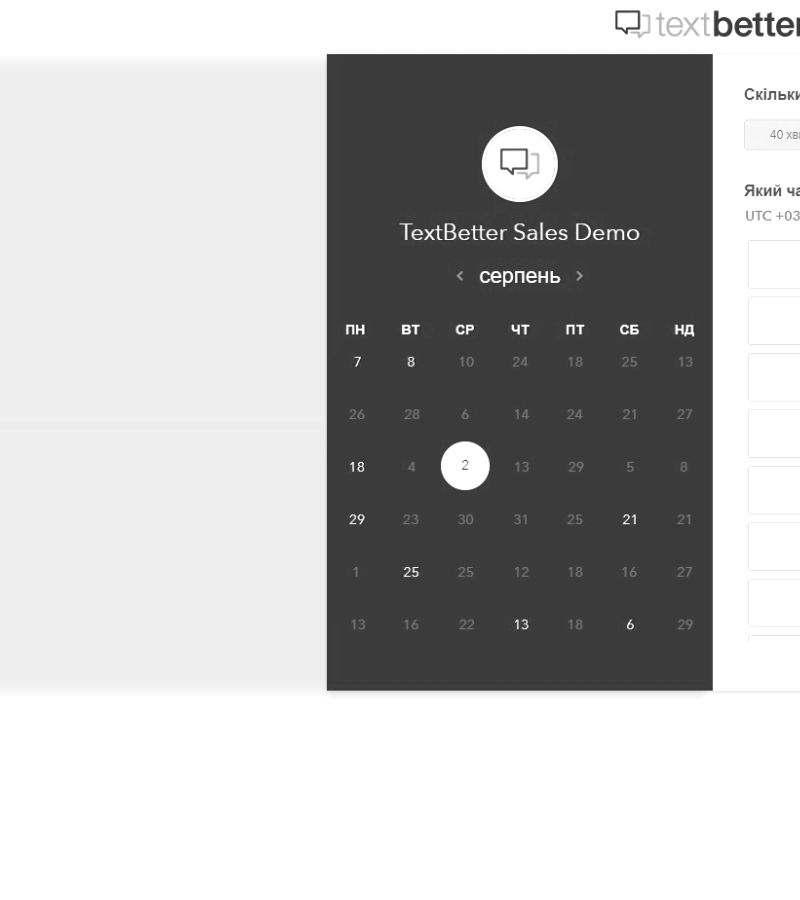 textbetter
Скільки
40 хв
TextBetter Sales Demo
Який ча
UTC +03
‹ серпень ›
ПН ВТ СР ЧТ ПТ СБ НД
7 8 10 24 18 25 13
26 28 6 14 24 21 27
18 4 2 13 29 5 8
29 23 30 31 25 21 21
1 25 25 12 18 16 27
13 16 22 13 18 6 29